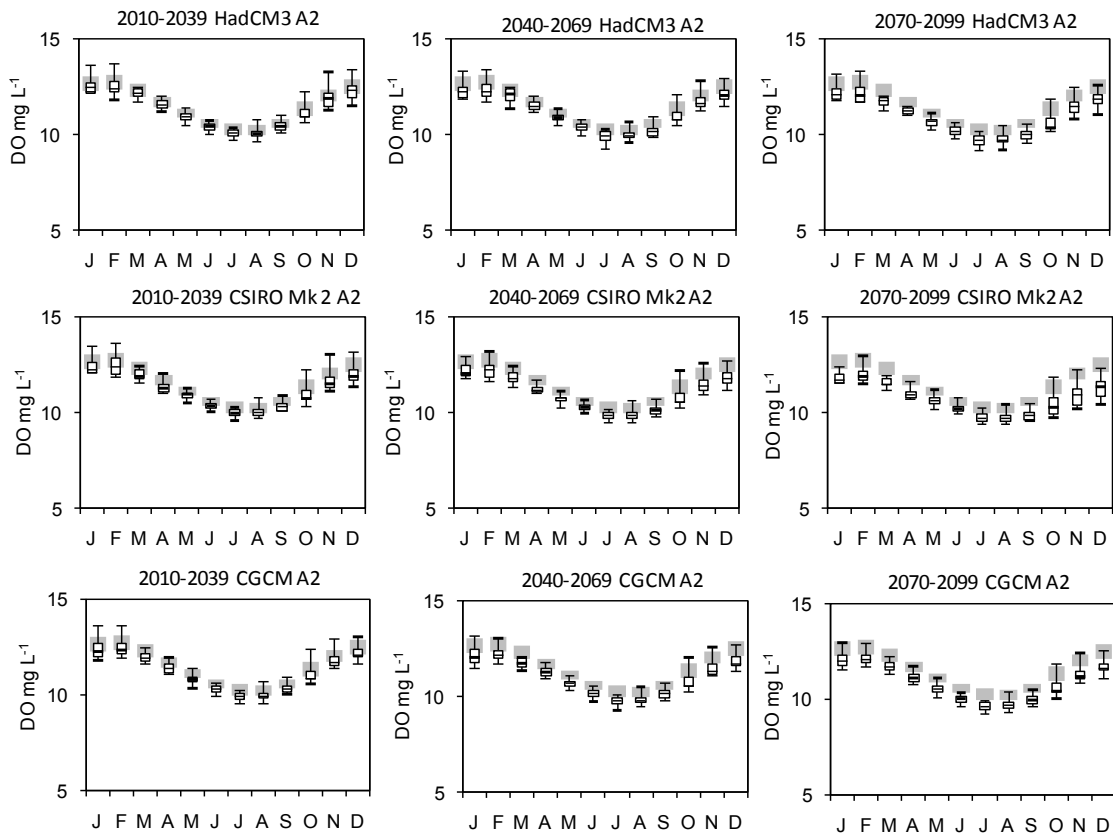 2010-2039 HadCM3 A2
15
10
5
DO mg L-1
J F M A M J J A S O N D
2040-2069 HadCM3 A2
15
10
5
DO mg L-1
J F M A M J J A S O N D
2070-2099 HadCM3 A2
15
10
5
DO mg L-1
J F M A M J J A S O N D
2010-2039 CSIRO Mk 2 A2
15
10
5
DO mg L-1
J F M A M J J A S O N D
2040-2069 CSIRO Mk2 A2
15
10
5
DO mg L-1
J F M A M J J A S O N D
2070-2099 CSIRO Mk2 A2
15
10
5
DO mg L-1
J F M A M J J A S O N D
2010-2039 CGCM A2
15
10
5
DO mg L-1
J F M A M J J A S O N D
2040-2069 CGCM A2
15
10
5
DO mg L-1
J F M A M J J A S O N D
2070-2099 CGCM A2
15
10
5
DO mg L-1
J F M A M J J A S O N D